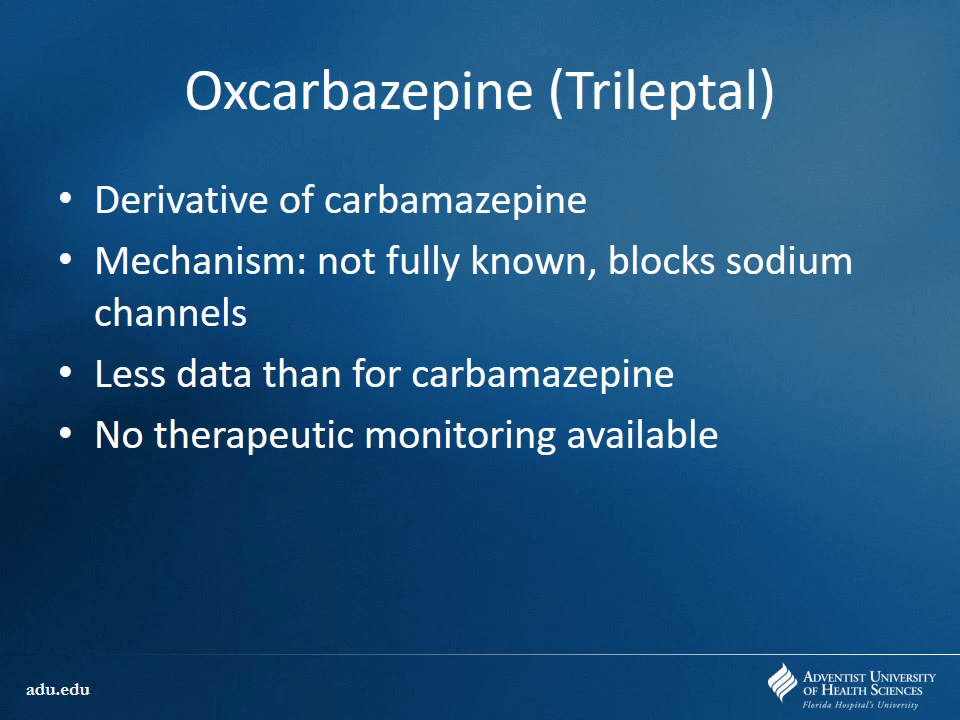 Oxcarbazepine (Trileptal)
• Derivative of carbamazepine
• Mechanism: not fully known, blocks sodium
channels
• Less data than for carbamazepine
• No therapeutic monitoring available
adu.edu
ADVENTIST UNIVERSITY
OF HEALTH SCIENCES
Florida Hospital's University